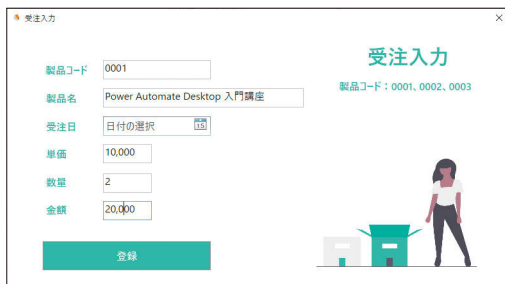 受注入力
製品コード 0001
製品名 Power Automate Desktop 入門講座
受注日 日付の選択 15
単価 10,000
数量 2
金額 20,000
登録
受注入力
製品コード：0001、0002、0003